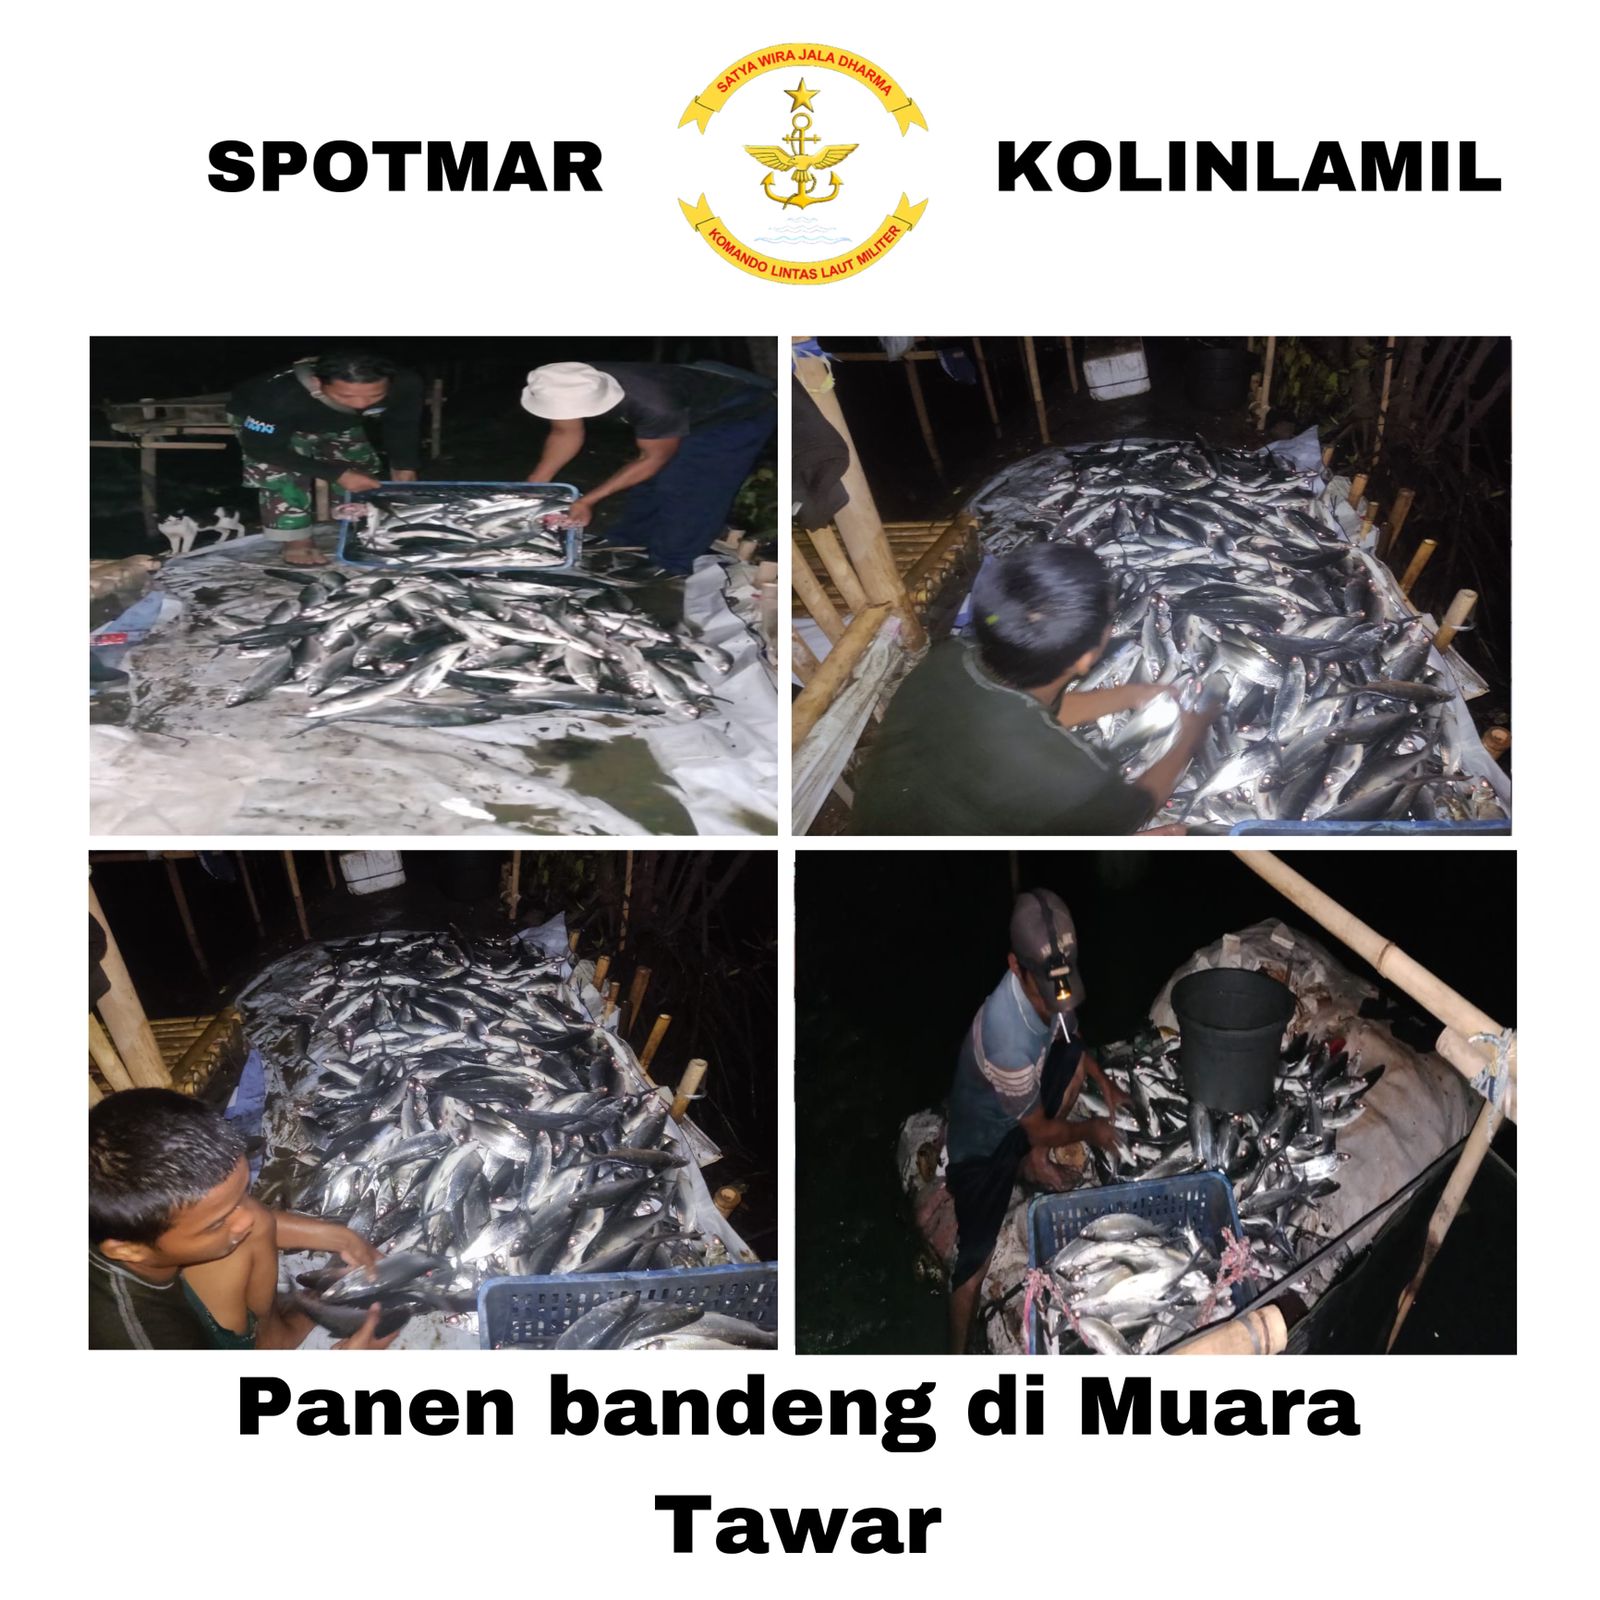 SATYA WIRA JALA DHARMA
SPOTMAR
KOLINLAMIL
KOMANDO LINTAS LAUT MILITER
Panen bandeng di Muara
Tawar